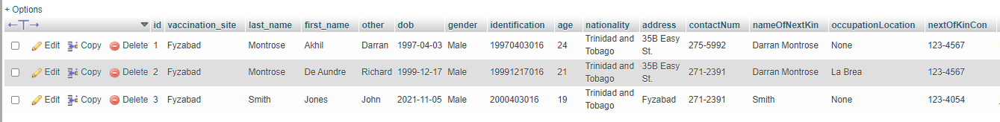 + Options
←T→ id vaccination_site last_name first_name other dob gender identification age nationality address contactNum nameOfNextKin occupationLocation nextOfKinCon
Edit Copy Delete 1 Fyzabad Montrose Akhil Darran 1997-04-03 Male 19970403016 24 Trinidad and Tobago 35B Easy St. 275-5992 Darran Montrose None 123-4567
Edit Copy Delete 2 Fyzabad Montrose De Aundre Richard 1999-12-17 Male 19991217016 21 Trinidad and Tobago 35B Easy St. 271-2391 Darran Montrose La Brea 123-4567
Edit Copy Delete 3 Fyzabad Smith Jones John 2021-11-05 Male 2000403016 19 Trinidad and Tobago Fyzabad 271-2391 Smith None 123-4054